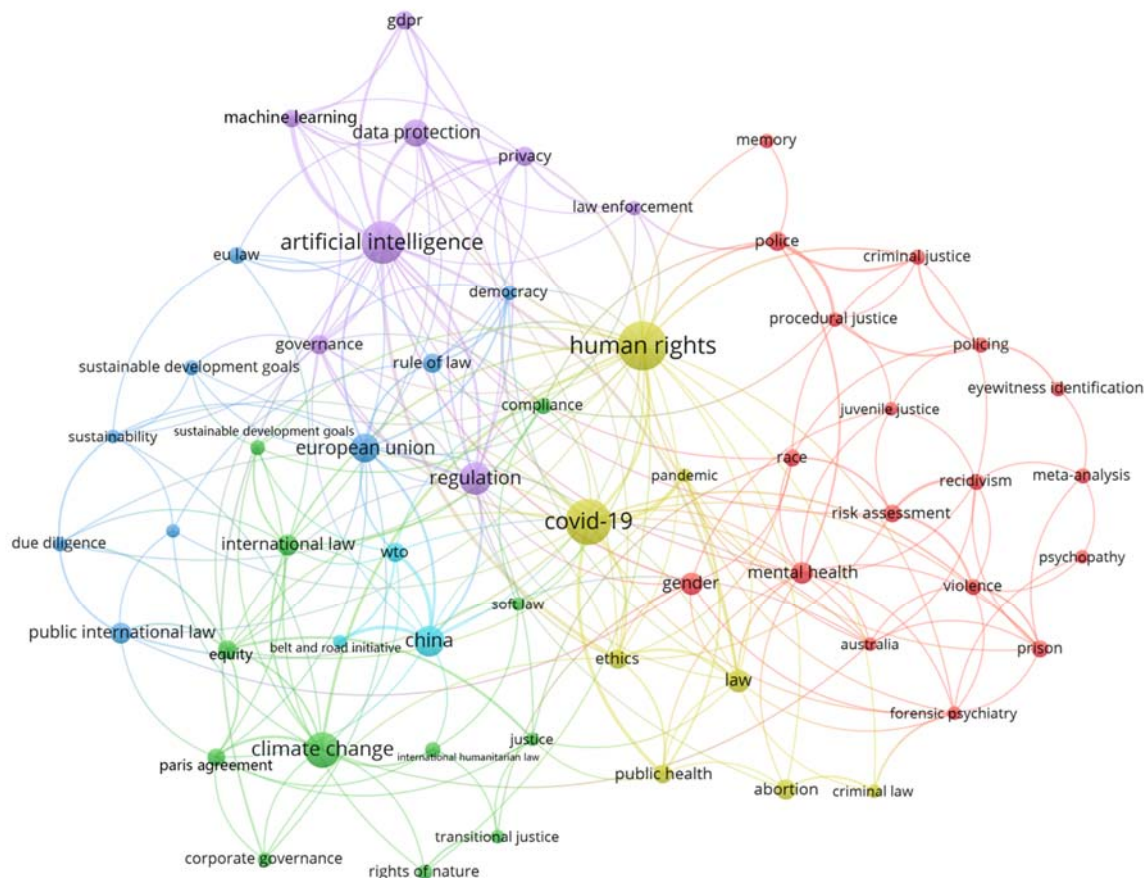 gdpr
machine learning
data protection
privacy
memory
law enforcement
artificial intelligence
police
eu law
criminal justice
democracy
procedural justice
governance
human rights
policing
rule of law
sustainable development goals
eyewitness identification
compliance
juvenile justice
sustainability
sustainable development goals
european union
race
regulation
pandemic
recidivism
meta-analysis
covid-19
risk assessment
due diligence
international law
wto
psychopathy
mental health
gender
violence
soft law
public international law
china
belt and road initiative
equity
australia
prison
ethics
law
forensic psychiatry
climate change
justice
international humanitarian law
paris agreement
public health
abortion
criminal law
transitional justice
corporate governance
rights of nature